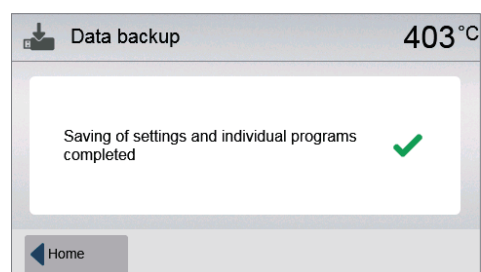 Data backup 403°C
Saving of settings and individual programs
completed
Home